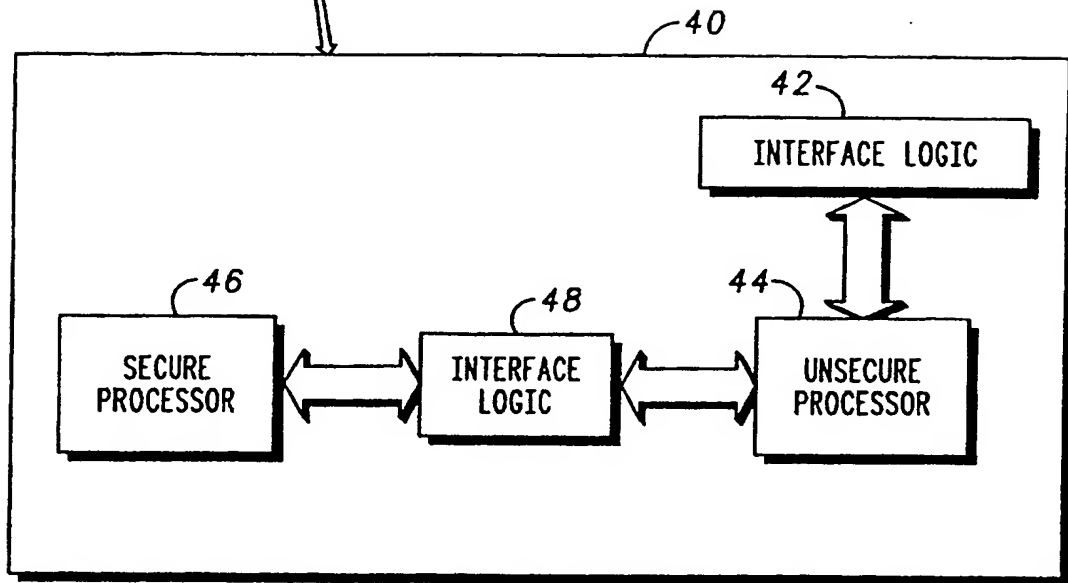 40
42
INTERFACE LOGIC
46
SECURE
PROCESSOR
48
INTERFACE
LOGIC
44
UNSECURE
PROCESSOR